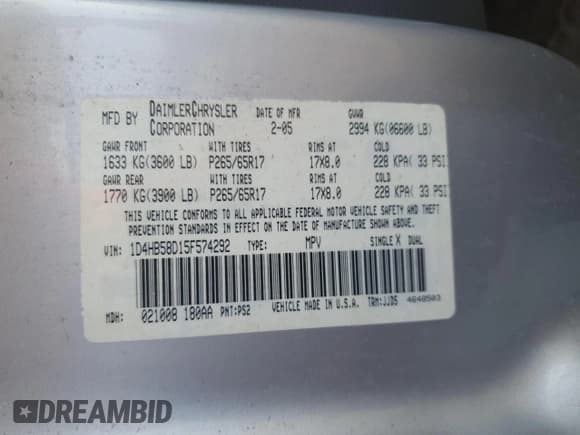 MFD BY DAIMLERCHRYSLER CORPORATION DATE OF MFR 2-05 GVWR 2994 KG(06600 LB)
GAWR FRONT WITH TIRES RIMS AT COLD
1633 KG(3600 LB) P265/65R17 17X8.0 228 KPA( 33 PSI
GAWR REAR WITH TIRES RIMS AT COLD
1770 KG(3900 LB) P265/65R17 17X8.0 228 KPA( 33 PSI
THIS VEHICLE CONFORMS TO ALL APPLICABLE FEDERAL MOTOR VEHICLE SAFETY AND THEFT
PREVENTION STANDARDS IN EFFECT ON THE DATE OF MANUFACTURE SHOWN ABOVE.
VIN: 1D4HB58D15F574292 TYPE: MPV SINGLE X DUAL
MDH: 021008 180AA PNT:PS2 VEHICLE MADE IN U.S.A. TRM:JJD5 4648503
DREAMBID